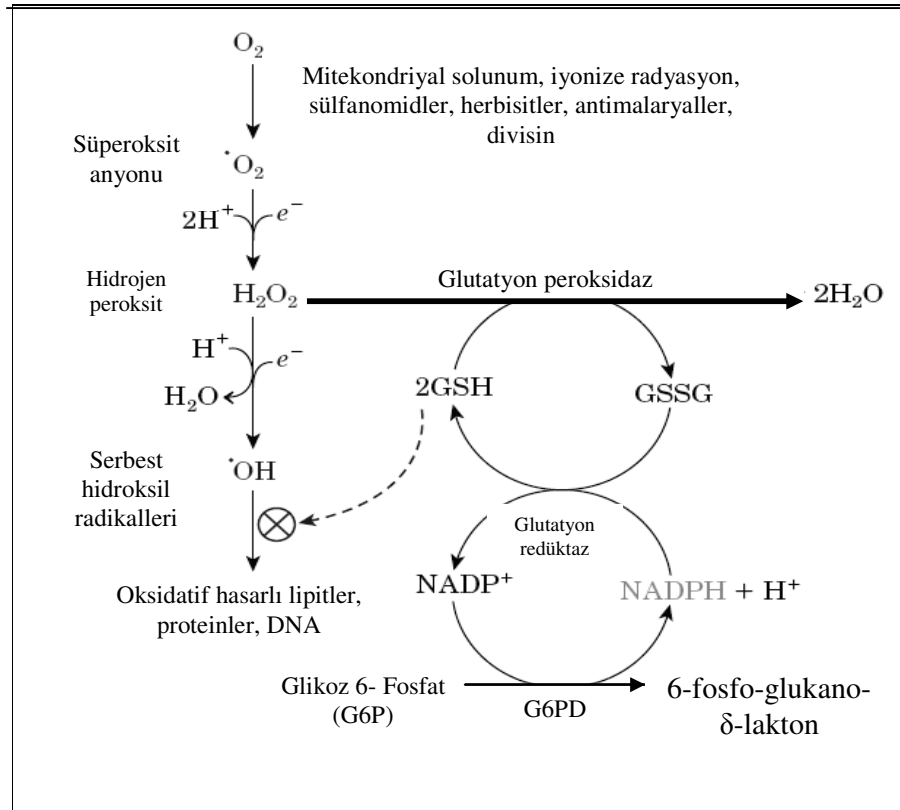 O₂
Mitekondriyal solunum, iyonize radyasyon,
sülfanomidler, herbisitler, antimalaryaller,
divisin
Süperoksit
anyonu
˙O₂
2H⁺
e⁻
Hidrojen
peroksit
H₂O₂
Glutatyon peroksidaz
2H₂O
H⁺
e⁻
H₂O
2GSH
GSSG
Serbest
hidroksil
radikalleri
˙OH
Glutatyon
redüktaz
NADP⁺
NADPH + H⁺
Oksidatif hasarlı lipitler,
proteinler, DNA
Glikoz 6- Fosfat
(G6P)
G6PD
6-fosfo-glukano-
δ-lakton